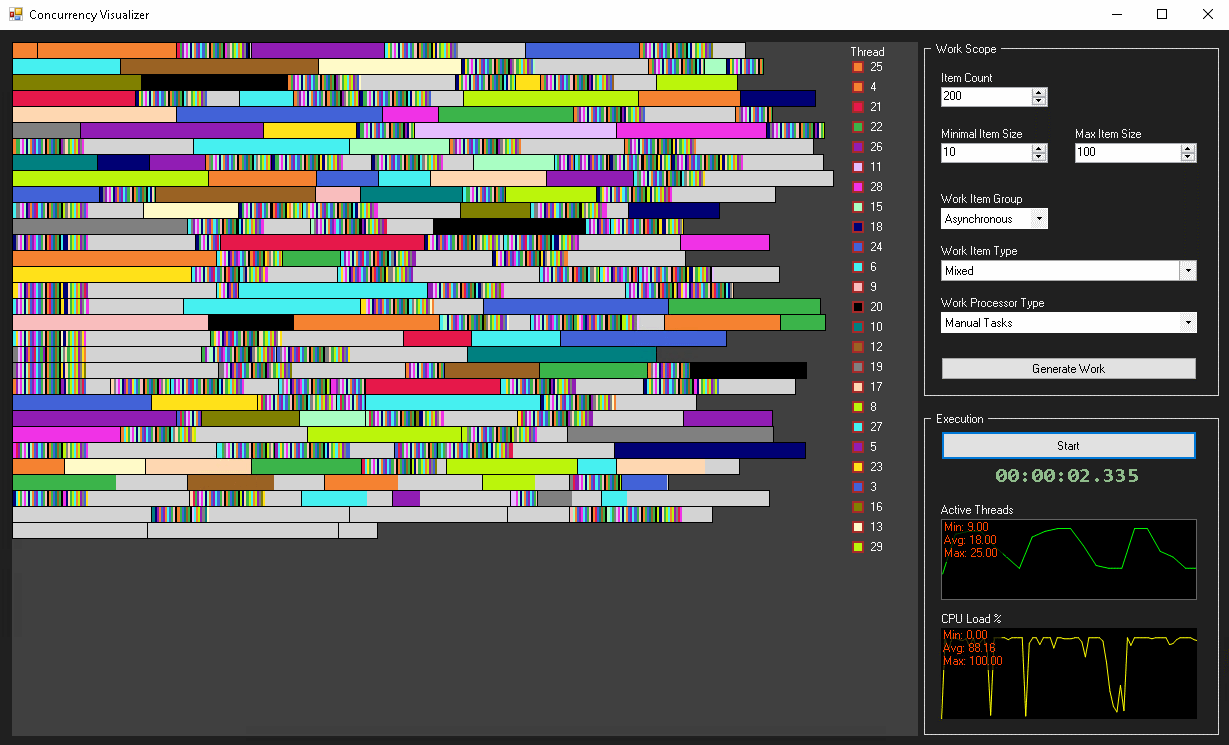 Concurrency Visualizer
Thread
25
4
21
22
26
11
28
15
18
24
6
9
20
10
12
19
17
8
27
5
23
3
16
13
29
Work Scope
Item Count
200
Minimal Item Size
Max Item Size
10
100
Work Item Group
Asynchronous
Work Item Type
Mixed
Work Processor Type
Manual Tasks
Generate Work
Execution
Start
00:00:02.335
Active Threads
Min: 9.00
Avg: 18.00
Max: 25.00
CPU Load %
Min: 0.00
Avg: 88.16
Max: 100.00